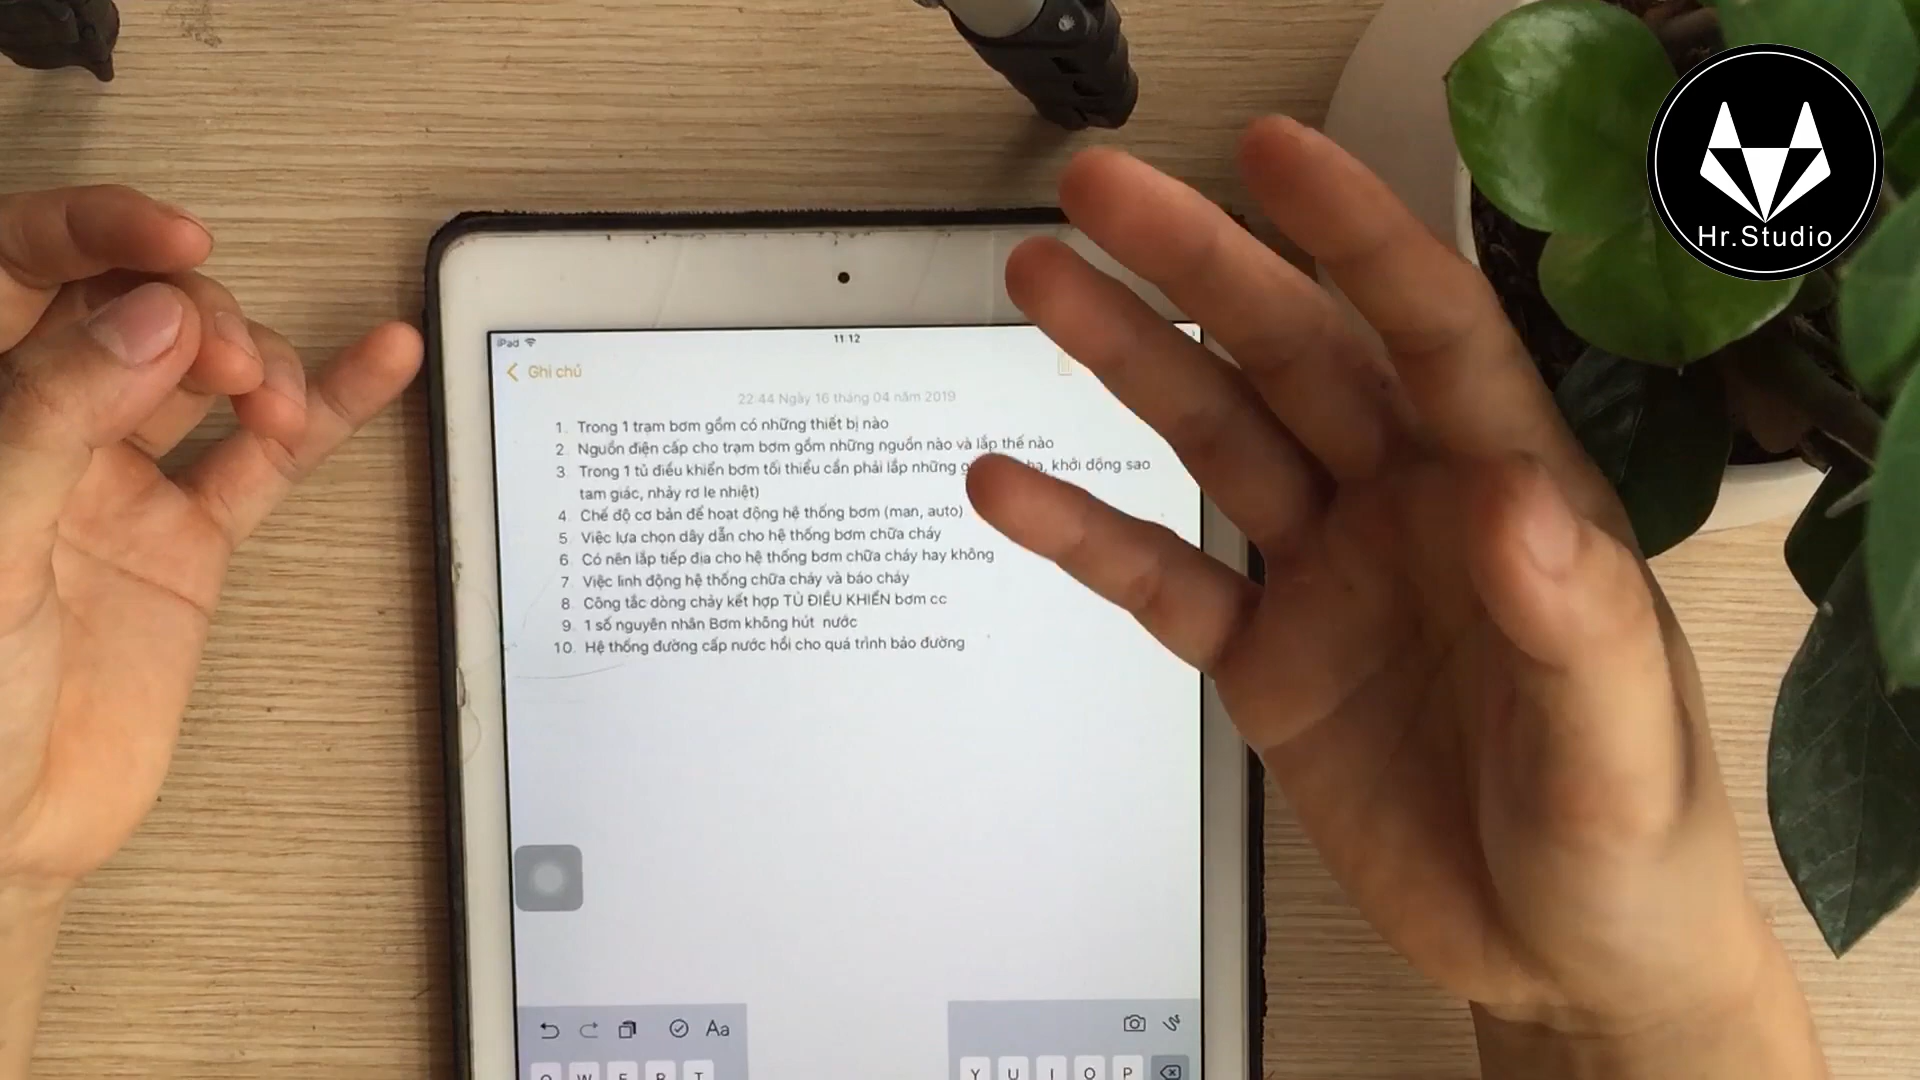 Hr.Studio
iPad
11:12
Ghi chú
22:44 Ngày 16 tháng 04 năm 2019
1. Trong 1 trạm bơm gồm có những thiết bị nào
2. Nguồn điện cấp cho trạm bơm gồm những nguồn nào và lắp thế nào
3. Trong 1 tủ điều khiển bơm tối thiểu cần phải lắp những khởi động sao
tam giác, nhảy rơ le nhiệt)
4. Chế độ cơ bản để hoạt động hệ thống bơm (man, auto)
5. Việc lựa chọn dây dẫn cho hệ thống bơm chữa cháy
6. Có nên lắp tiếp địa cho hệ thống bơm chữa cháy hay không
7. Việc linh động hệ thống chữa cháy và báo cháy
8. Công tắc dòng chảy kết hợp TỦ ĐIỀU KHIỂN bơm cc
9. 1 số nguyên nhân Bơm không hút nước
10. Hệ thống đường cấp nước hồi cho quá trình bảo đường
Aa
Q W E R T Y U I O P